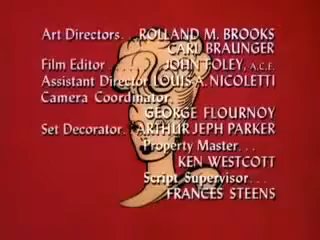 Art Directors... ROLLAND M. BROOKS
CARL BRAUNGER
Film Editor..... JOHN FOLEY, A.C.E.
Assistant Director LOUIS A. NICOLETTI
Camera Coordinator
GEORGE FLOURNOY
Set Decorator.. ARTHUR JEPH PARKER
Property Master...
KEN WESTCOTT
Script Supervisor...
FRANCES STEENS